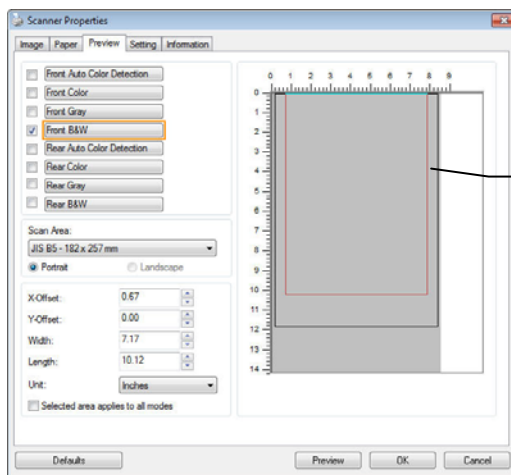 Scanner Properties
Image Paper Preview Setting Information
Front Auto Color Detection
Front Color
Front Gray
Front B&W
Rear Auto Color Detection
Rear Color
Rear Gray
Rear B&W
Scan Area:
JIS B5 - 182 x 257 mm
Portrait Landscape
X-Offset: 0.67
Y-Offset: 0.00
Width: 7.17
Length: 10.12
Unit: Inches
Selected area applies to all modes
0 1 2 3 4 5 6 7 8 9
0
1
2
3
4
5
6
7
8
9
10
11
12
13
14
Defaults Preview OK Cancel